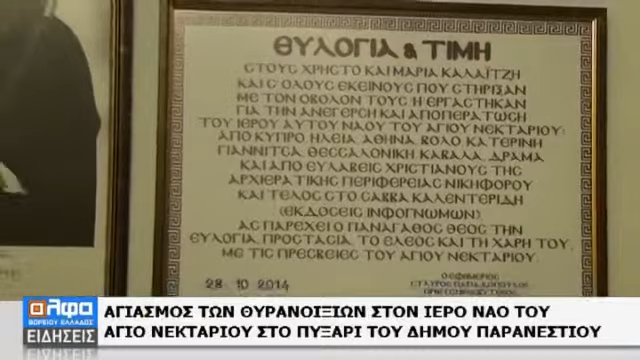 ΘΥΛΟΓΙΑ & ΤΙΜΗ
ΣΤΟΥΣ ΧΡΗΣΤΟ ΚΑΙ ΜΑΡΙΑ ΚΑΛΑΪΤΖΗ
ΚΑΙ Σ' ΟΛΟΥΣ ΕΚΕΙΝΟΥΣ ΠΟΥ ΣΤΗΡΙΞΑΝ
ΜΕ ΤΟΝ ΟΒΟΛΟΝ ΤΟΥΣ Η ΕΡΓΑΣΤΗΚΑΝ
ΓΙΑ ΤΗΝ ΑΝΕΓΕΡΣΗ ΚΑΙ ΑΠΟΠΕΡΑΤΩΣΗ
ΤΟΥ ΙΕΡΟΥ ΑΥΤΟΥ ΝΑΟΥ ΤΟΥ ΑΓΙΟΥ ΝΕΚΤΑΡΙΟΥ,
ΑΠΟ ΚΥΠΡΟ, ΗΛΕΙΑ, ΑΘΗΝΑ, ΒΟΛΟ, ΚΑΤΕΡΙΝΗ
ΓΙΑΝΝΙΤΣΑ, ΘΕΣΣΑΛΟΝΙΚΗ, ΚΑΒΑΛΑ, ΔΡΑΜΑ
ΚΑΙ ΑΠΟ ΕΥΛΑΒΕΙΣ ΧΡΙΣΤΙΑΝΟΥΣ ΤΗΣ
ΑΡΧΙΕΡΑΤΙΚΗΣ ΠΕΡΙΦΕΡΕΙΑΣ ΝΙΚΗΦΟΡΟΥ
ΚΑΙ ΤΕΛΟΣ ΣΤΟ ΣΑΒΒΑ ΚΑΛΕΝΤΕΡΙΔΗ
(ΕΚΔΟΣΕΙΣ ΙΝΦΟΓΝΩΜΩΝ)
ΑΣ ΠΑΡΕΧΕΙ Ο ΠΑΝΑΓΑΘΟΣ ΘΕΟΣ ΤΗΝ
ΕΥΛΟΓΙΑ, ΠΡΟΣΤΑΣΙΑ, ΤΟ ΕΛΕΟΣ ΚΑΙ ΤΗ ΧΑΡΗ ΤΟΥ,
ΜΕ ΤΙΣ ΠΡΕΣΒΕΙΕΣ ΤΟΥ ΑΓΙΟΥ ΝΕΚΤΑΡΙΟΥ.
28 10 2014
Ο ΕΦΗΜΕΡΙΟΣ
αλφα
ΒΟΡΕΙΟΥ ΕΛΛΑΔΟΣ
ΕΙΔΗΣΕΙΣ
ΑΓΙΑΣΜΟΣ ΤΩΝ ΘΥΡΑΝΟΙΞΙΩΝ ΣΤΟΝ ΙΕΡΟ ΝΑΟ ΤΟΥ
ΑΓΙΟ ΝΕΚΤΑΡΙΟΥ ΣΤΟ ΠΥΞΑΡΙ ΤΟΥ ΔΗΜΟΥ ΠΑΡΑΝΕΣΤΙΟΥ